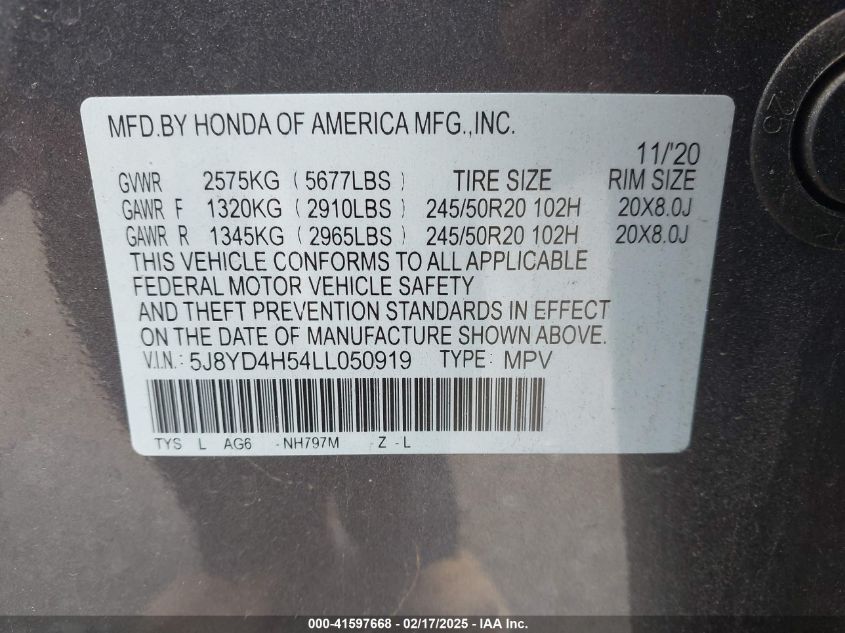 MFD.BY HONDA OF AMERICA MFG.,INC.
11/'20
GVWR 2575KG ( 5677LBS ) TIRE SIZE RIM SIZE
GAWR F 1320KG ( 2910LBS ) 245/50R20 102H 20X8.0J
GAWR R 1345KG ( 2965LBS ) 245/50R20 102H 20X8.0J
THIS VEHICLE CONFORMS TO ALL APPLICABLE
FEDERAL MOTOR VEHICLE SAFETY
AND THEFT PREVENTION STANDARDS IN EFFECT
ON THE DATE OF MANUFACTURE SHOWN ABOVE.
V.I.N.: 5J8YD4H54LL050919 TYPE: MPV
TYS L AG6 -NH797M -Z -L
25
000-41597668 - 02/17/2025 - IAA Inc.